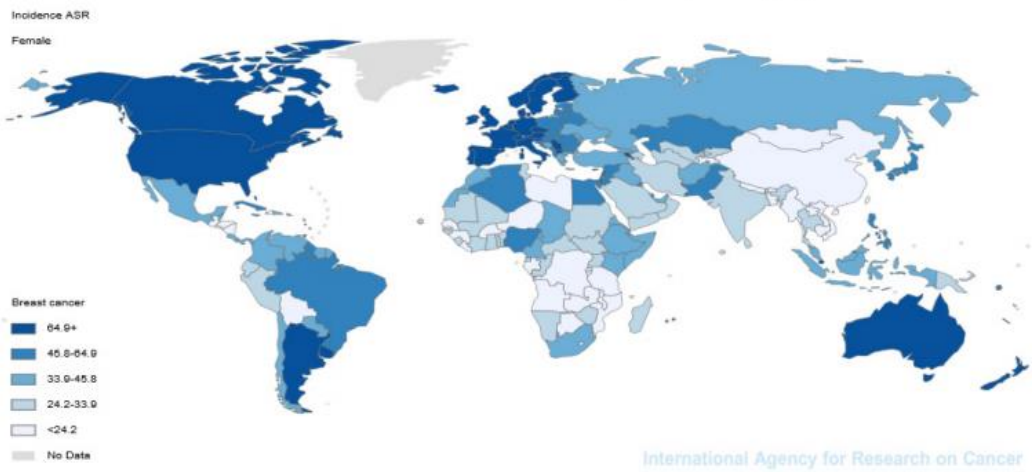 Incidence ASR
Female
Breast cancer
64.9+
45.8-64.9
33.9-45.8
24.2-33.9
<24.2
No Data
International Agency for Research on Cancer